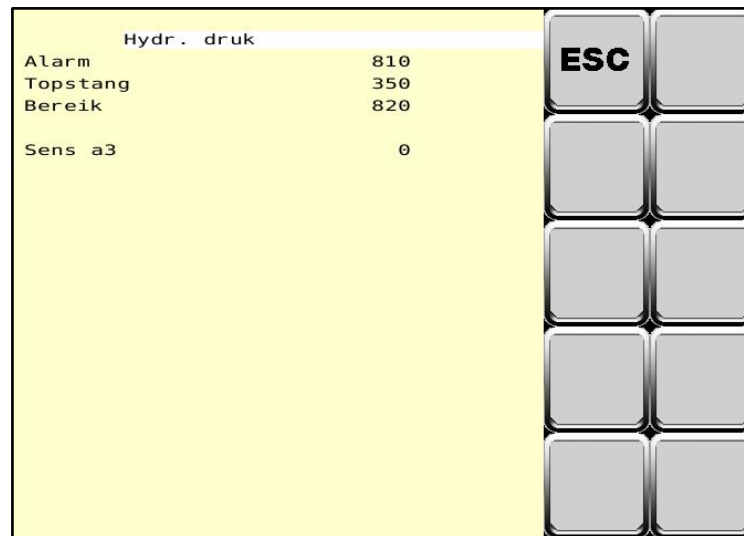 Hydr. druk
Alarm 810
Topstang 350
Bereik 820
Sens a3 0
ESC